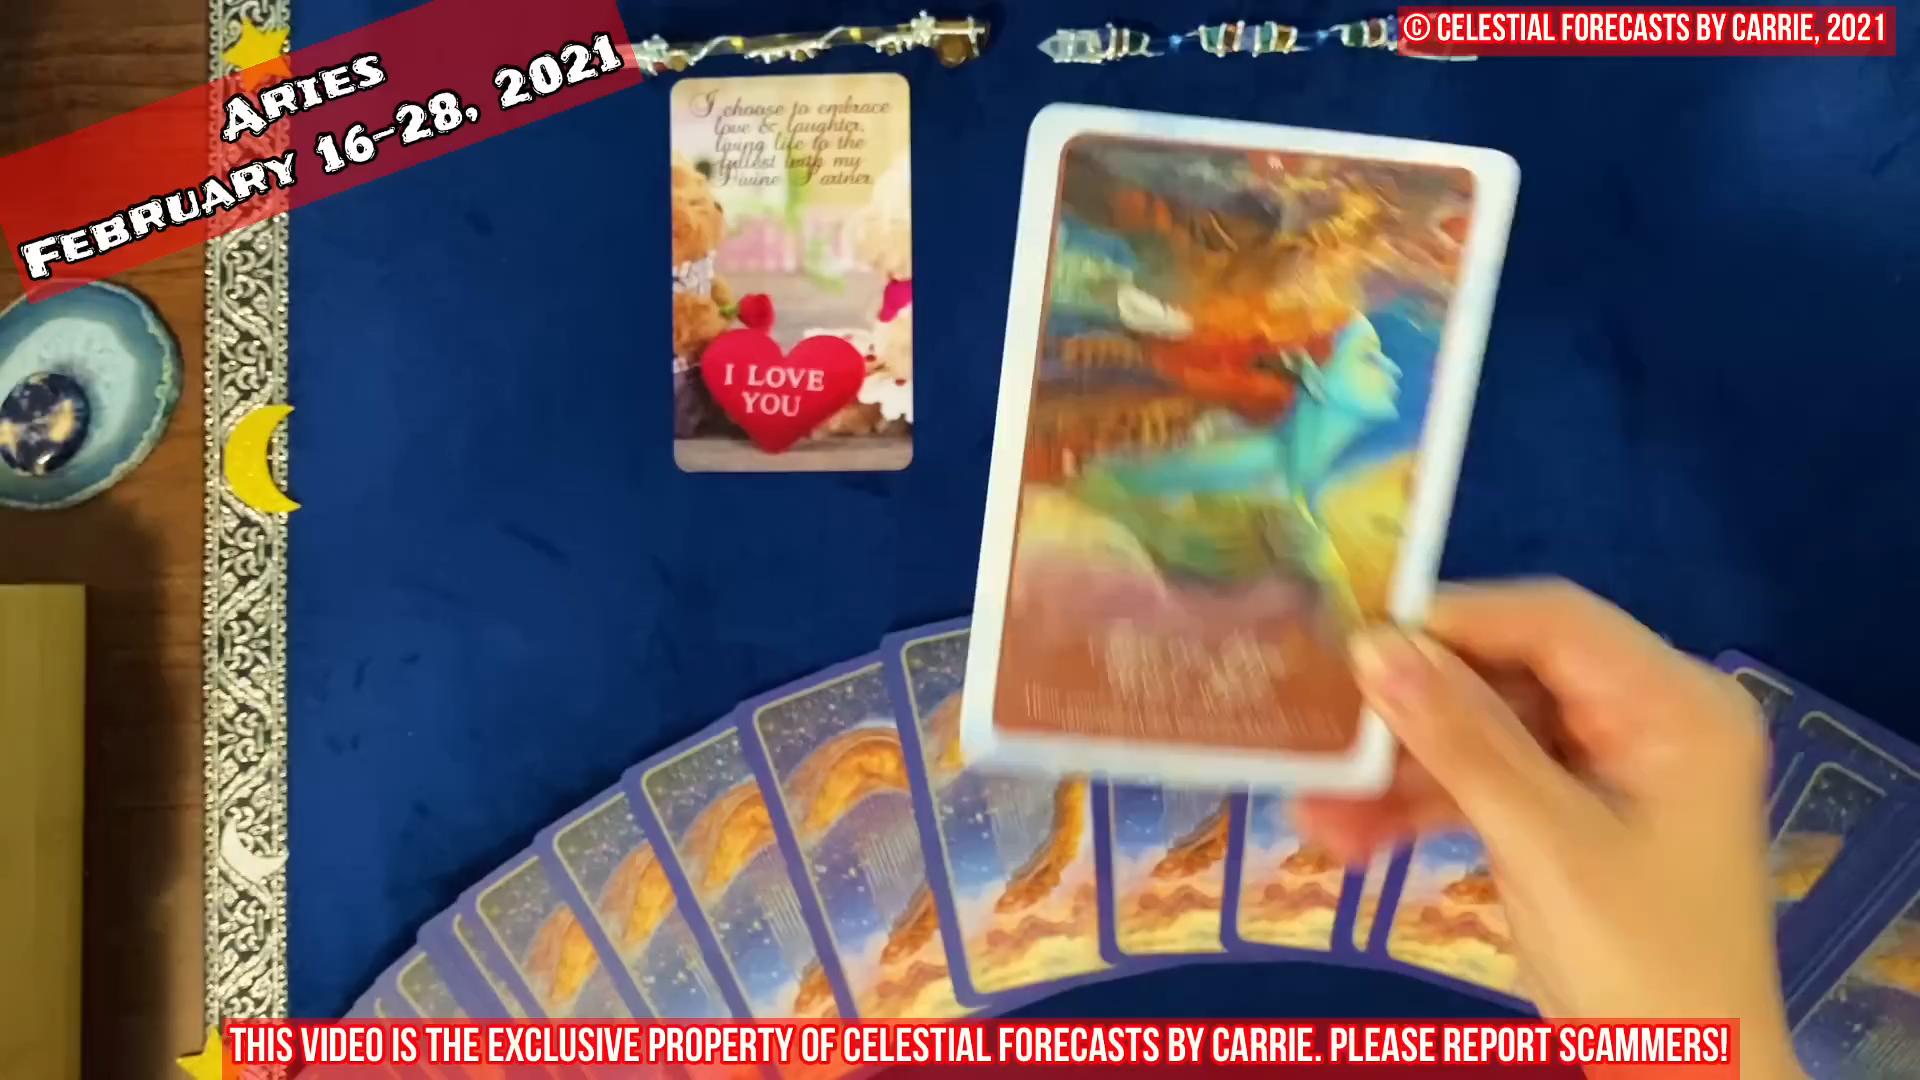 Aries
February 16-28, 2021
© CELESTIAL FORECASTS BY CARRIE, 2021
I choose to embrace
love & laughter,
living life to the
fullest with my
Divine Partner.
I LOVE
YOU
THIS VIDEO IS THE EXCLUSIVE PROPERTY OF CELESTIAL FORECASTS BY CARRIE. PLEASE REPORT SCAMMERS!